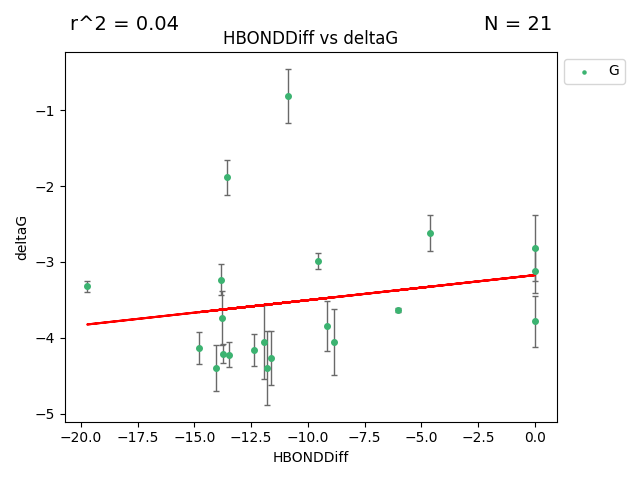 r^2 = 0.04
N = 21
HBONDDiff vs deltaG
G
−1
−2
−3
−4
−5
deltaG
−20.0 −17.5 −15.0 −12.5 −10.0 −7.5 −5.0 −2.5 0.0
HBONDDiff